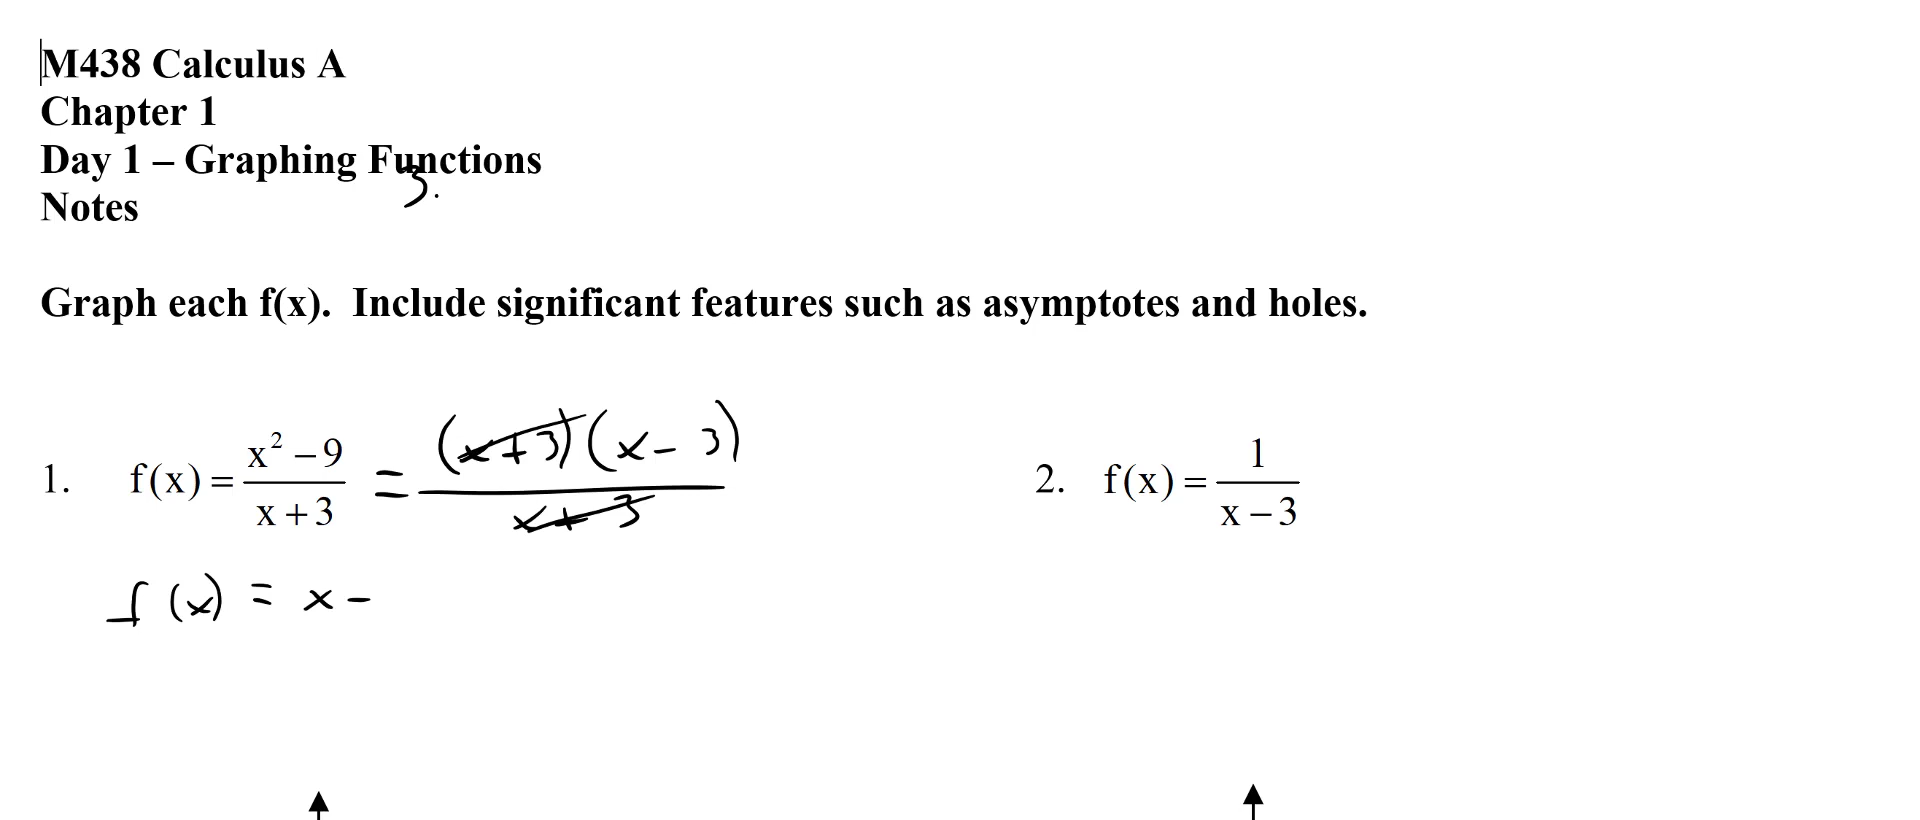 M438 Calculus A
Chapter 1
Day 1 – Graphing Functions
3.
Notes
Graph each f(x).  Include significant features such as asymptotes and holes.
1. f(x) = (x² − 9)/(x + 3) = ((x+3)(x−3))/(x+3)
2. f(x) = 1/(x − 3)
f(x) = x −